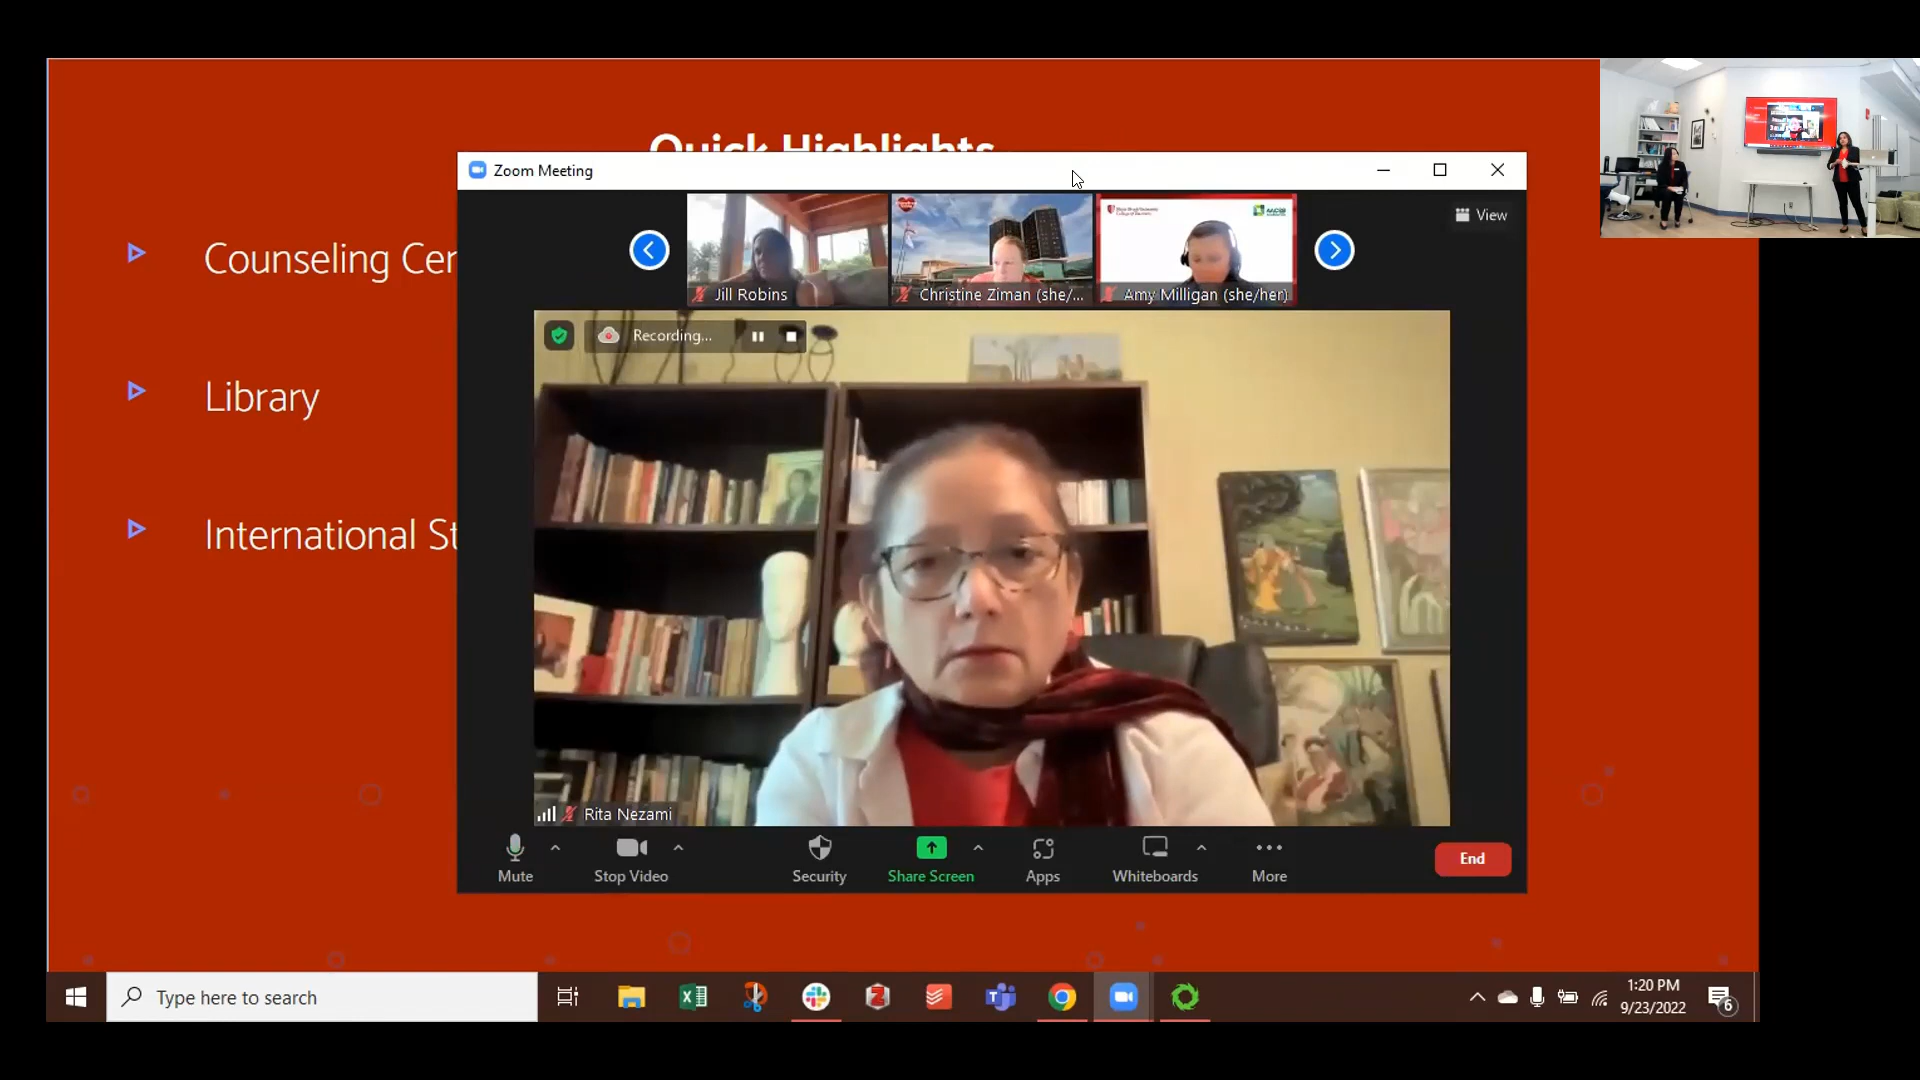 Quick Highlights
Counseling Cen
Library
International St
Zoom Meeting
View
Jill Robins
Christine Ziman (she/...
Amy Milligan (she/her)
Recording...
Rita Nezami
Mute
Stop Video
Security
Share Screen
Apps
Whiteboards
More
End
Type here to search
1:20 PM
9/23/2022
6